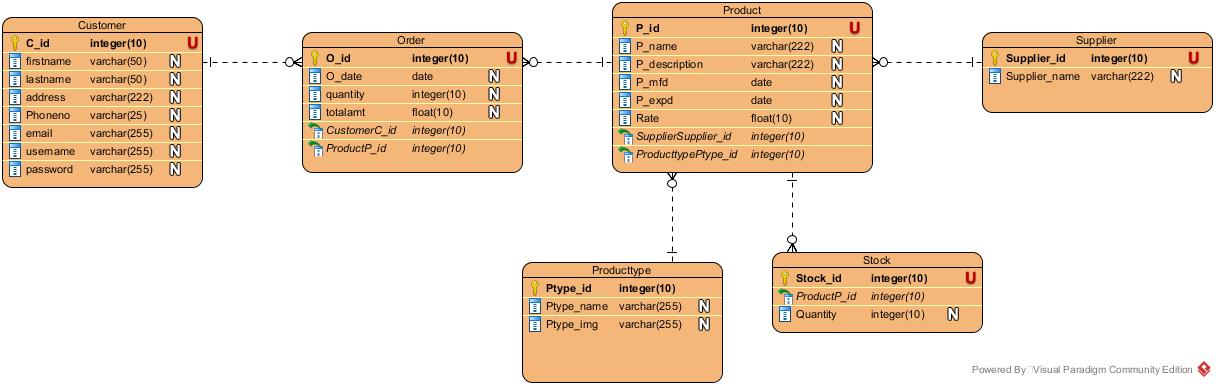 Customer
C_id integer(10) U
firstname varchar(50) N
lastname varchar(50) N
address varchar(222) N
Phoneno varchar(25) N
email varchar(255) N
username varchar(255) N
password varchar(255) N
Order
O_id integer(10) U
O_date date N
quantity integer(10) N
totalamt float(10) N
CustomerC_id integer(10)
ProductP_id integer(10)
Product
P_id integer(10) U
P_name varchar(222) N
P_description varchar(222) N
P_mfd date N
P_expd date N
Rate float(10) N
SupplierSupplier_id integer(10)
ProducttypePtype_id integer(10)
Supplier
Supplier_id integer(10) U
Supplier_name varchar(222) N
Producttype
Ptype_id integer(10)
Ptype_name varchar(255) N
Ptype_img varchar(255) N
Stock
Stock_id integer(10) U
ProductP_id integer(10)
Quantity integer(10) N
Powered By Visual Paradigm Community Edition